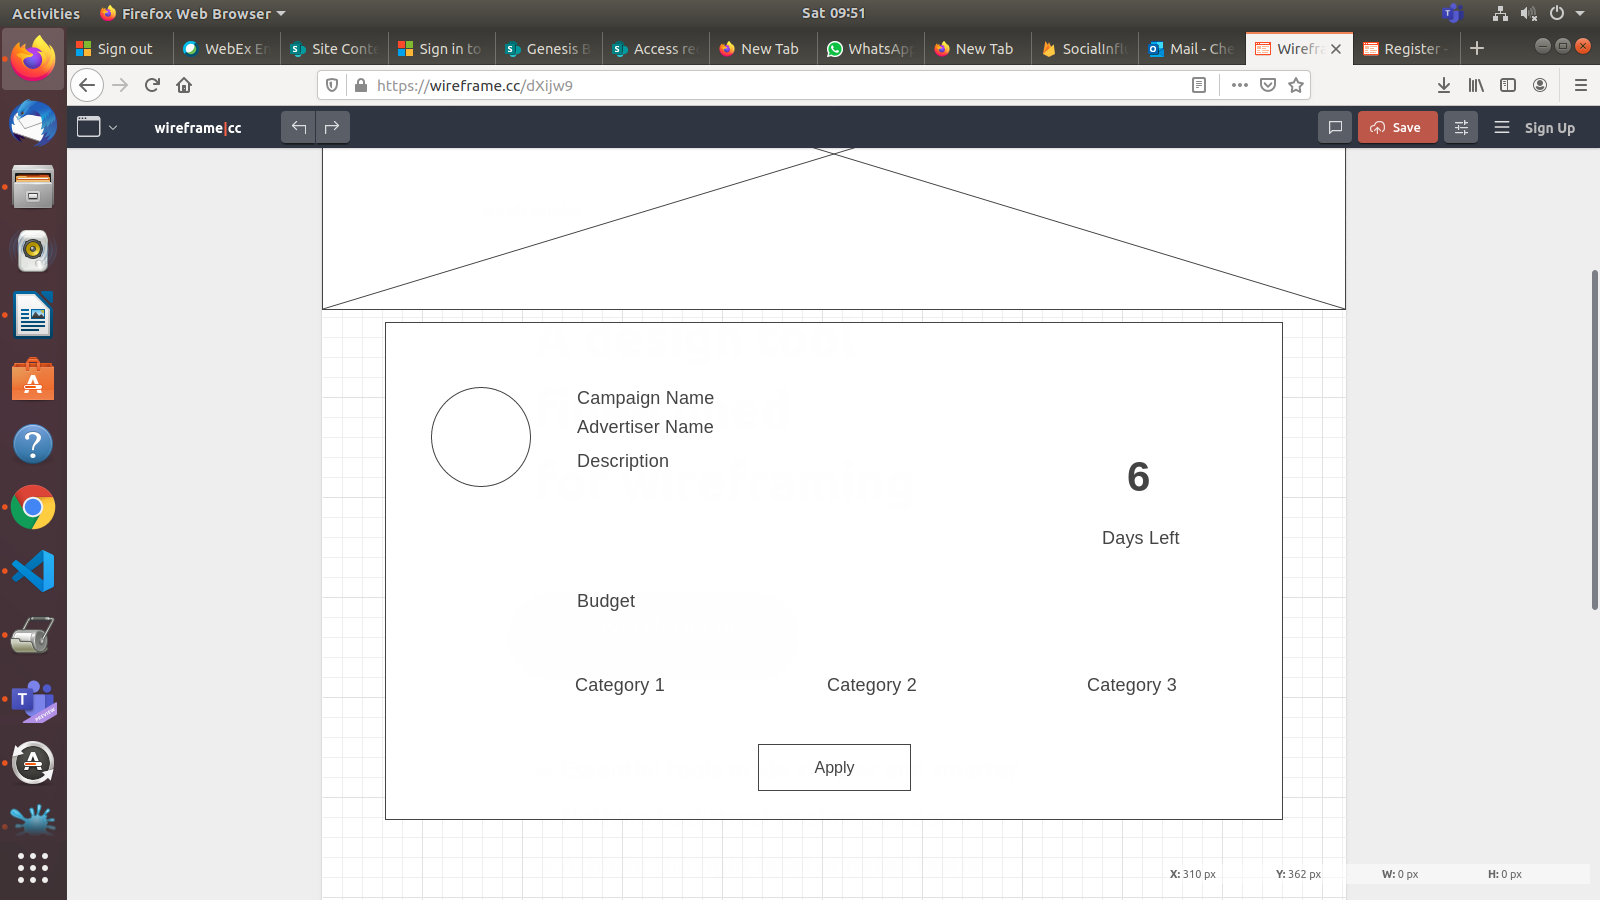 Activities Firefox Web Browser Sat 09:51
Sign out WebEx En Site Conte Sign in to Genesis B Access re New Tab WhatsApp New Tab SocialInflu Mail - Che Wirefra Register -
https://wireframe.cc/dXijw9
wireframe|cc Save Sign Up
Campaign Name
Advertiser Name
Description
6
Days Left
Budget
Category 1 Category 2 Category 3
Apply
X: 310 px Y: 362 px W: 0 px H: 0 px